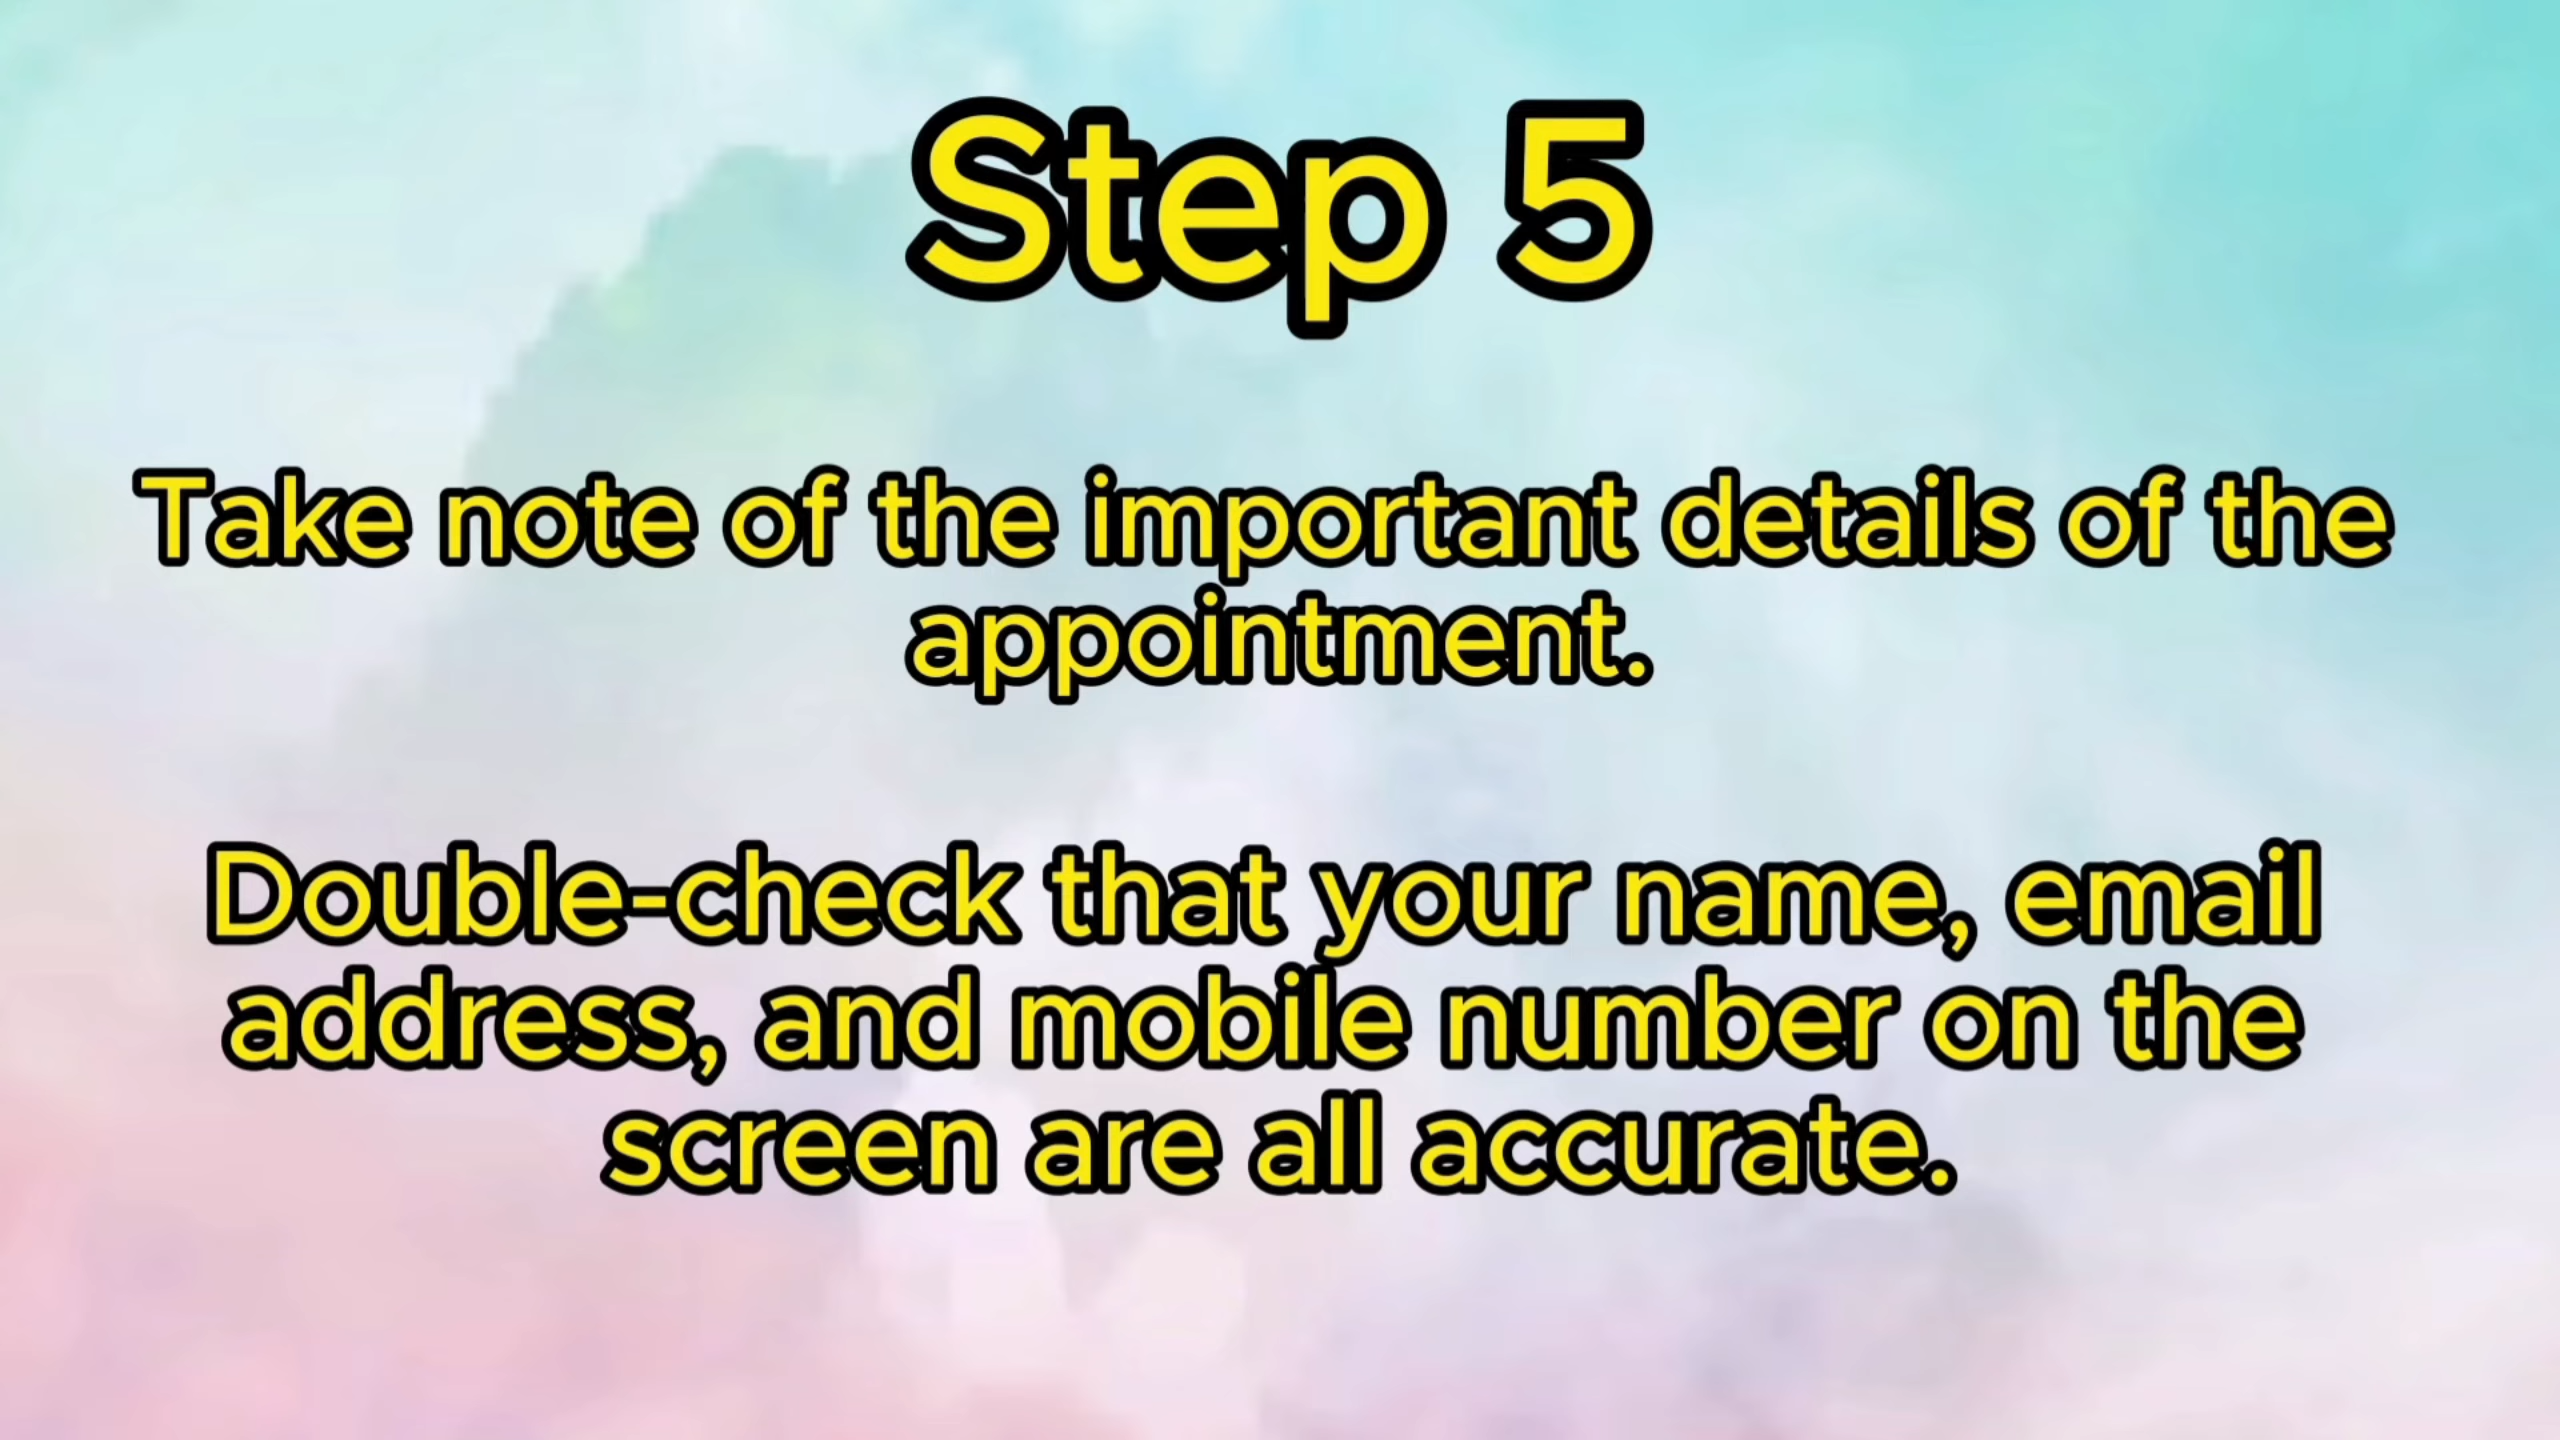 Step 5
Take note of the important details of the
appointment.
Double-check that your name, email
address, and mobile number on the
screen are all accurate.